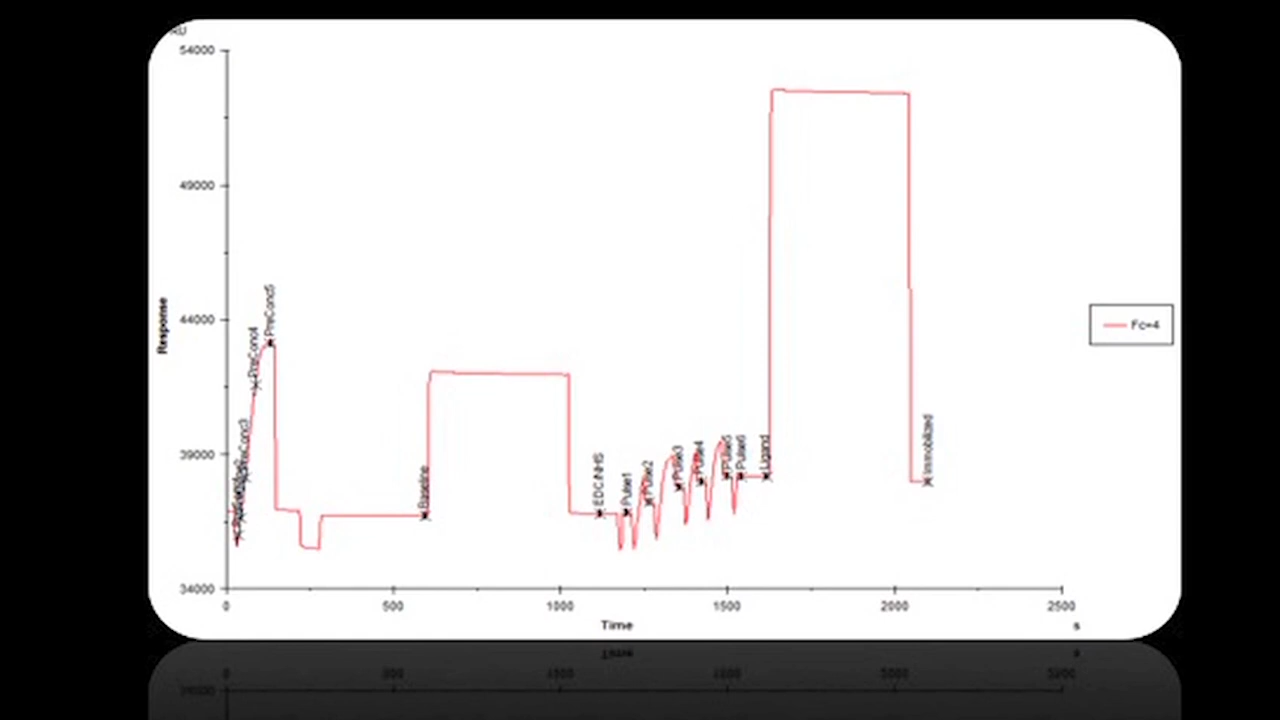 RU
54000
49000
44000
39000
34000
Response
0
500
1000
1500
2000
2500
Time
s
PreCond3
PreCond4
PreCond5
Baseline
EDC/NHS
Pulse1
Pulse2
Pulse3
Pulse4
Pulse5
Pulse6
Ligand
Immobilized
Fc=4